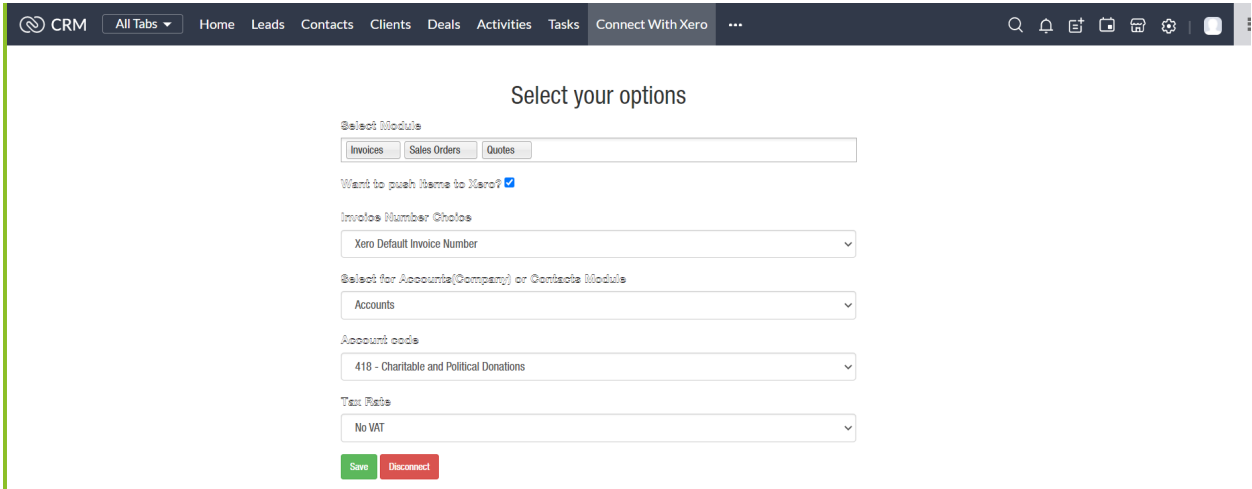 CRM All Tabs Home Leads Contacts Clients Deals Activities Tasks Connect With Xero ...
Select your options
Select Module
Invoices Sales Orders Quotes
Want to push Items to Xero?
Invoice Number Choice
Xero Default Invoice Number
Select for Accounts(Company) or Contacts Module
Accounts
Account code
418 - Charitable and Political Donations
Tax Rate
No VAT
Save Disconnect